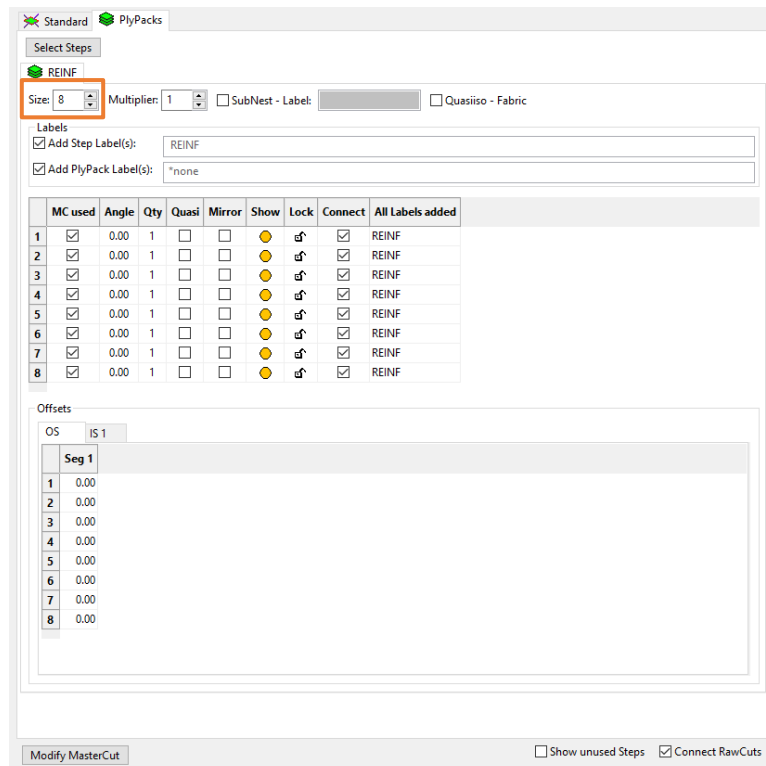 Standard PlyPacks
Select Steps
REINF
Size: 8 Multiplier: 1 SubNest - Label: Quasiiso - Fabric
Labels
Add Step Label(s): REINF
Add PlyPack Label(s): *none
MC used Angle Qty Quasi Mirror Show Lock Connect All Labels added
1 0.00 1 REINF
2 0.00 1 REINF
3 0.00 1 REINF
4 0.00 1 REINF
5 0.00 1 REINF
6 0.00 1 REINF
7 0.00 1 REINF
8 0.00 1 REINF
Offsets
OS IS 1
Seg 1
1 0.00
2 0.00
3 0.00
4 0.00
5 0.00
6 0.00
7 0.00
8 0.00
Modify MasterCut Show unused Steps Connect RawCuts